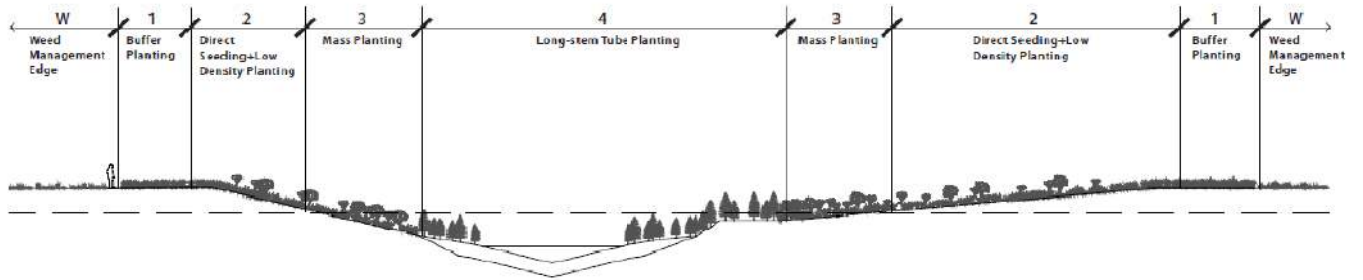 W 1 2 3 4 3 2 1 W
Weed
Management
Edge
Buffer
Planting
Direct
Seeding+Low
Density Planting
Mass Planting
Long-stem Tube Planting
Mass Planting
Direct Seeding+Low
Density Planting
Buffer
Planting
Weed
Management
Edge